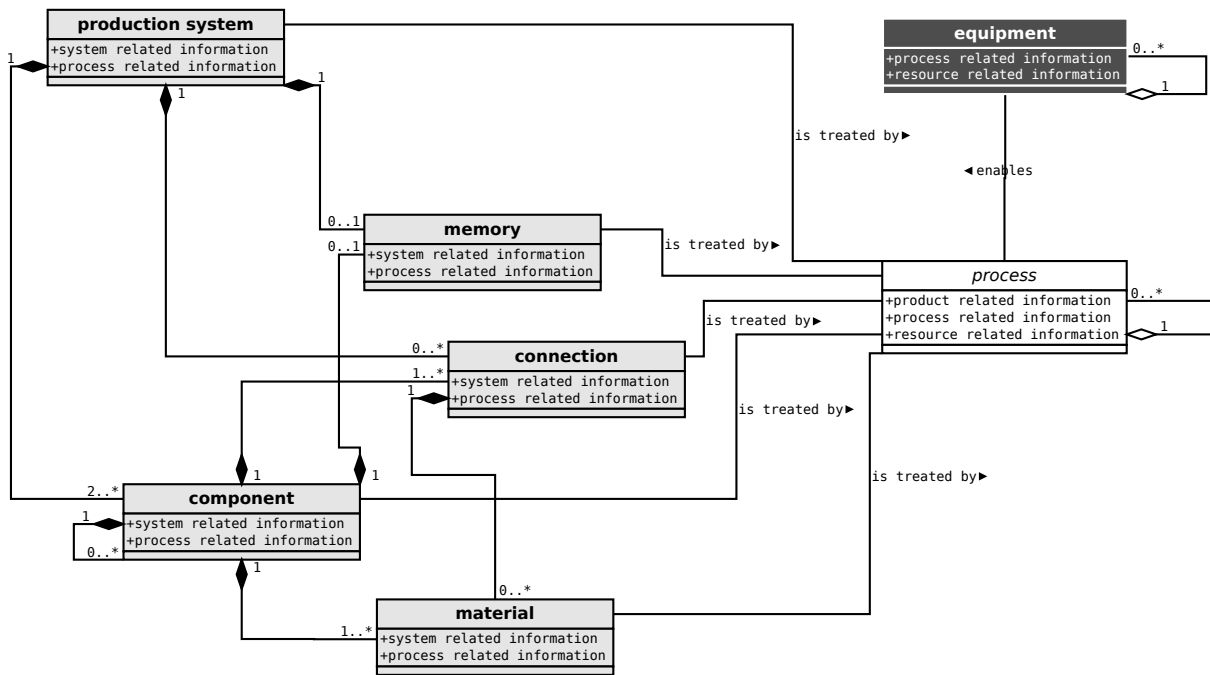 production system
+system related information
+process related information
1
1
1
equipment
+process related information
+resource related information
0..*
1
is treated by►
◄enables
0..1
0..1
memory
+system related information
+process related information
is treated by►
process
+product related information
+process related information
+resource related information
0..*
1
is treated by►
0..*
1..*
1
connection
+system related information
+process related information
is treated by►
1
1
2..*
component
+system related information
+process related information
1
0..*
1
is treated by►
0..*
1..*
material
+system related information
+process related information